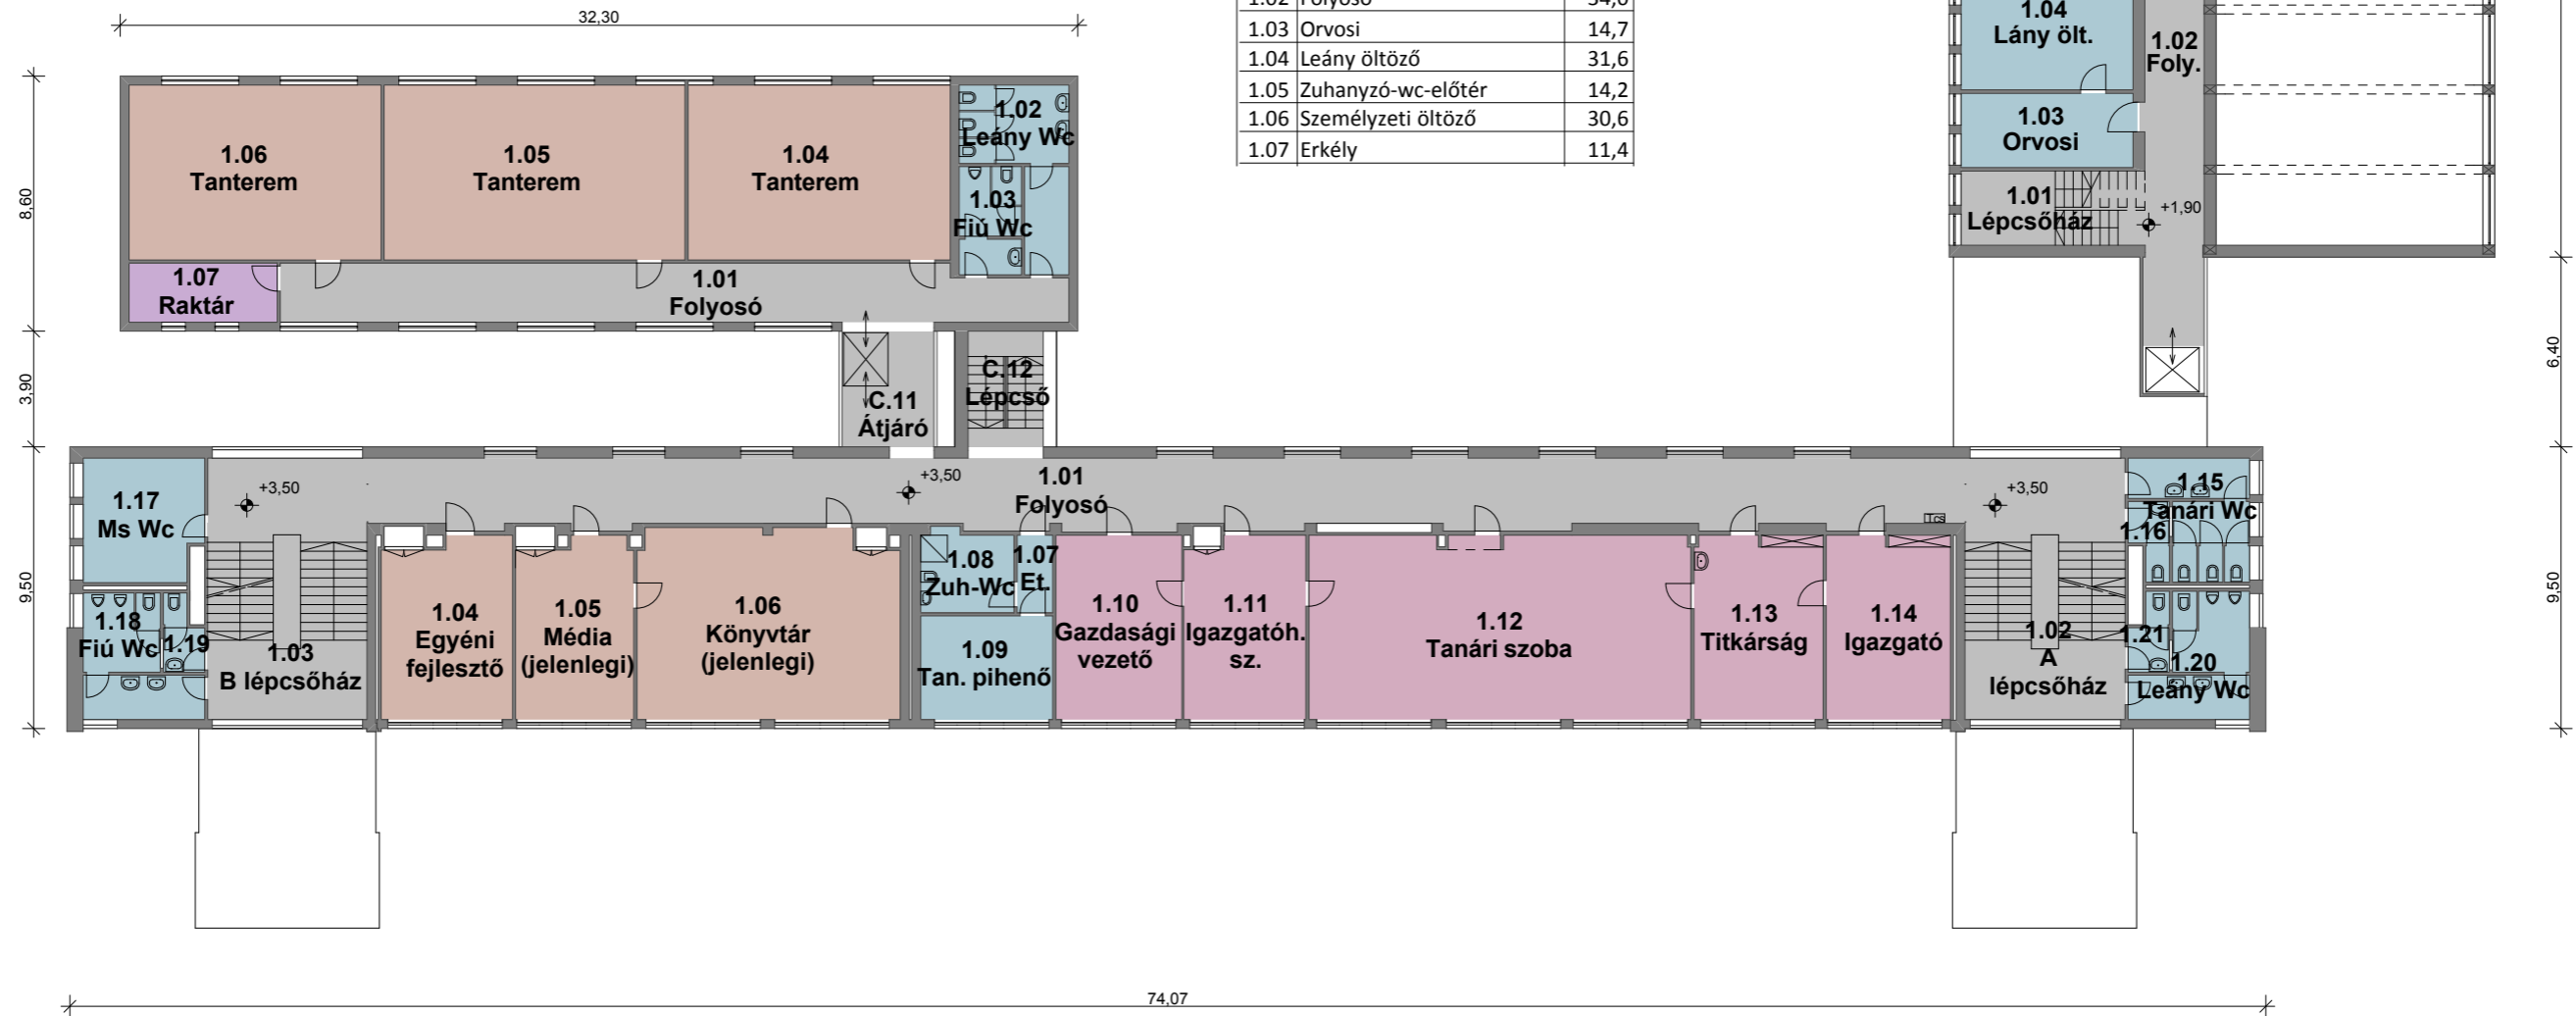 32,30
1.02 Folyosó 34,6
1.03 Orvosi 14,7
1.04 Leány öltöző 31,6
1.05 Zuhanyzó-wc-előtér 14,2
1.06 Személyzeti öltöző 30,6
1.07 Erkély 11,4
1.04
Lány ölt.
1.02
Foly.
1.03
Orvosi
1.01
Lépcsőház
+1,90
8,60
1.06
Tanterem
1.05
Tanterem
1.04
Tanterem
1.02
Leány Wc
1.03
Fiú Wc
1.07
Raktár
1.01
Folyosó
3,90
C.11
Átjáró
C.12
Lépcső
6,40
9,50
1.17
Ms Wc
+3,50
+3,50
1.01
Folyosó
+3,50
Tcs
1.15
Tanári Wc
1.16
1.18
Fiú Wc
1.19
1.03
B lépcsőház
1.04
Egyéni
fejlesztő
1.05
Média
(jelenlegi)
1.06
Könyvtár
(jelenlegi)
1.08
Zuh-Wc
1.07
Et.
1.09
Tan. pihenő
1.10
Gazdasági
vezető
1.11
Igazgatóh.
sz.
1.12
Tanári szoba
1.13
Titkárság
1.14
Igazgató
1.02
A
lépcsőház
1.21
1.20
Leány Wc
9,50
74,07